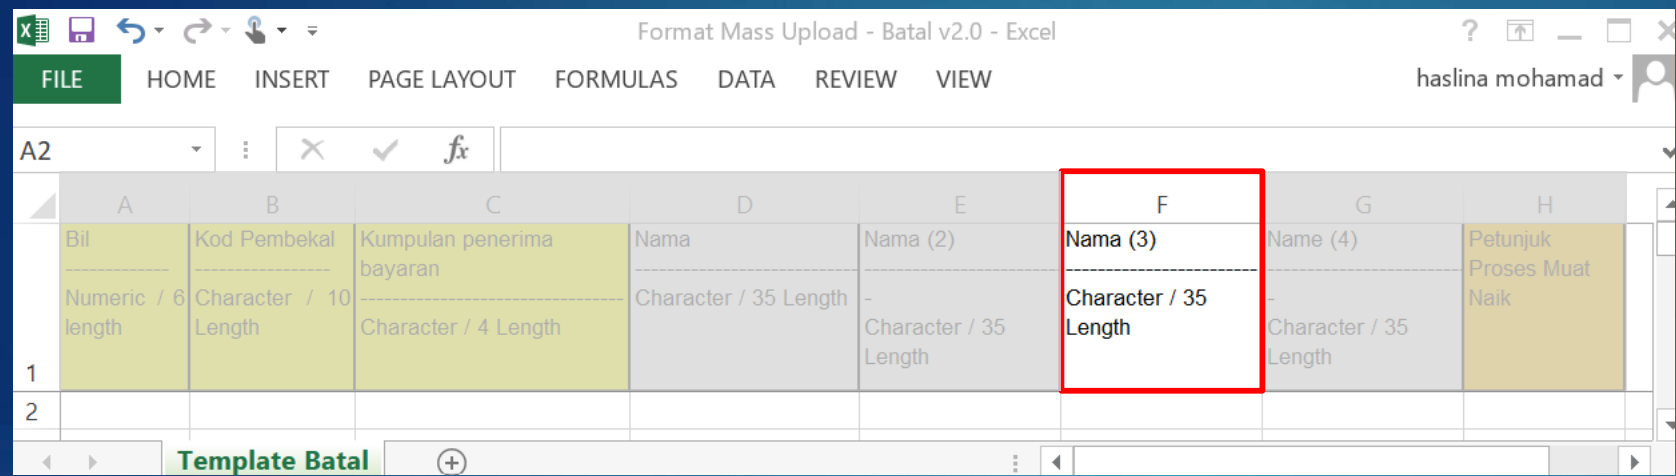 Format Mass Upload - Batal v2.0 - Excel ?
FILE HOME INSERT PAGE LAYOUT FORMULAS DATA REVIEW VIEW haslina mohamad
A2 fx
A B C D E F G H
Bil
-------------
Numeric / 6
length
Kod Pembekal
-----------------
Character / 10
Length
Kumpulan penerima
bayaran
---------------------------------
Character / 4 Length
Nama
----------------------------
Character / 35 Length
Nama (2)
-------------------------
-
Character / 35
Length
Nama (3)
------------------------
Character / 35
Length
Name (4)
-------------------------
-
Character / 35
Length
Petunjuk
Proses Muat
Naik
1
2
Template Batal